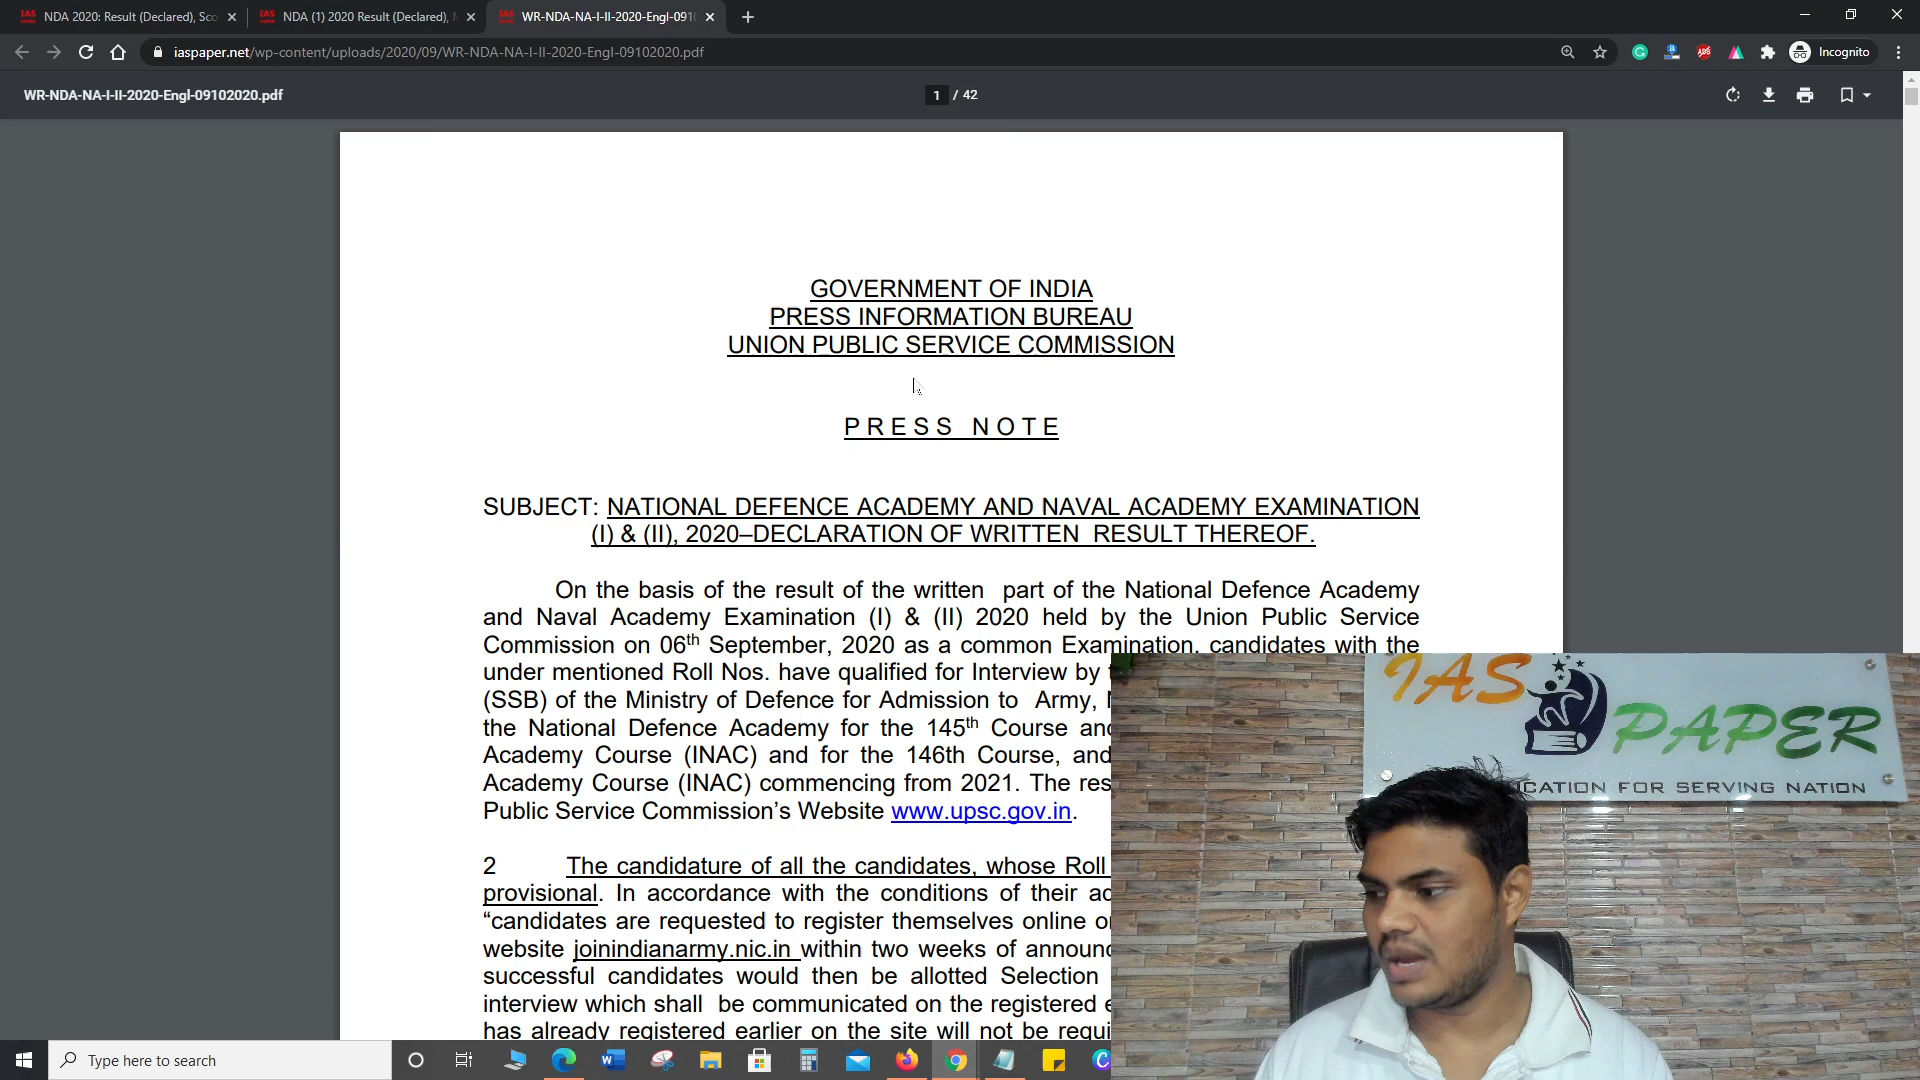 NDA 2020: Result (Declared), Sco
NDA (1) 2020 Result (Declared),
WR-NDA-NA-I-II-2020-Engl-0910
iaspaper.net/wp-content/uploads/2020/09/WR-NDA-NA-I-II-2020-Engl-09102020.pdf
Incognito
WR-NDA-NA-I-II-2020-Engl-09102020.pdf
1 / 42
GOVERNMENT OF INDIA
PRESS INFORMATION BUREAU
UNION PUBLIC SERVICE COMMISSION
PRESS NOTE
SUBJECT: NATIONAL DEFENCE ACADEMY AND NAVAL ACADEMY EXAMINATION
(I) & (II), 2020–DECLARATION OF WRITTEN RESULT THEREOF.
On the basis of the result of the written part of the National Defence Academy
and Naval Academy Examination (I) & (II) 2020 held by the Union Public Service
Commission on 06th September, 2020 as a common Examination, candidates with the
under mentioned Roll Nos. have qualified for Interview by
(SSB) of the Ministry of Defence for Admission to Army,
the National Defence Academy for the 145th Course and
Academy Course (INAC) and for the 146th Course, and
Academy Course (INAC) commencing from 2021. The res
Public Service Commission's Website www.upsc.gov.in.
2 The candidature of all the candidates, whose Roll
provisional. In accordance with the conditions of their ad
“candidates are requested to register themselves online
website joinindianarmy.nic.in within two weeks of announc
successful candidates would then be allotted Selection
interview which shall be communicated on the registered e
has already registered earlier on the site will not be requi
IAS
PAPER
ICATION FOR SERVING NATION
Type here to search